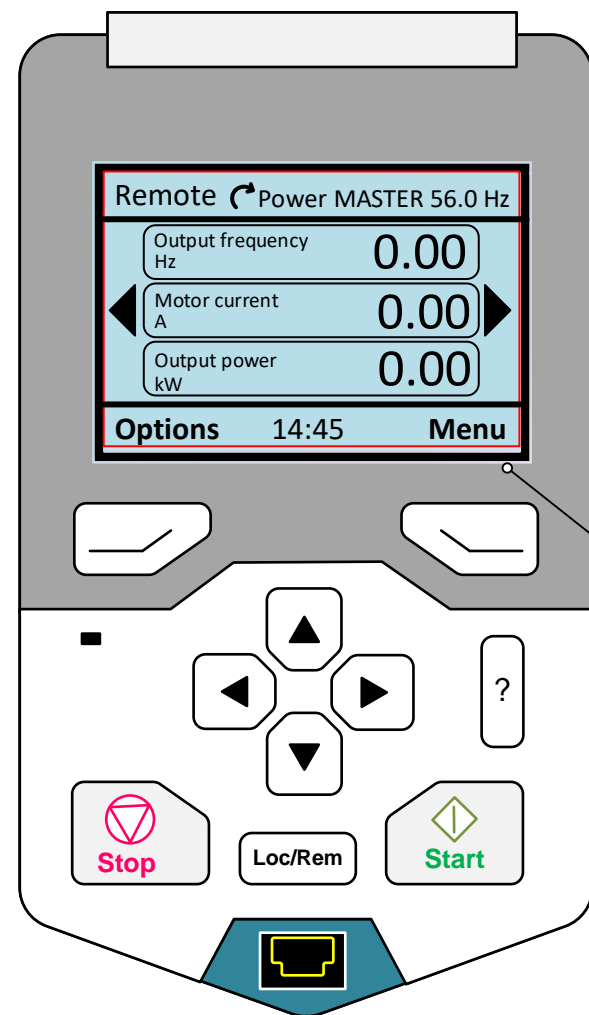 Remote Power MASTER 56.0 Hz
Output frequency
Hz
0.00
Motor current
A
0.00
Output power
kW
0.00
Options 14:45 Menu
?
Stop
Loc/Rem
Start